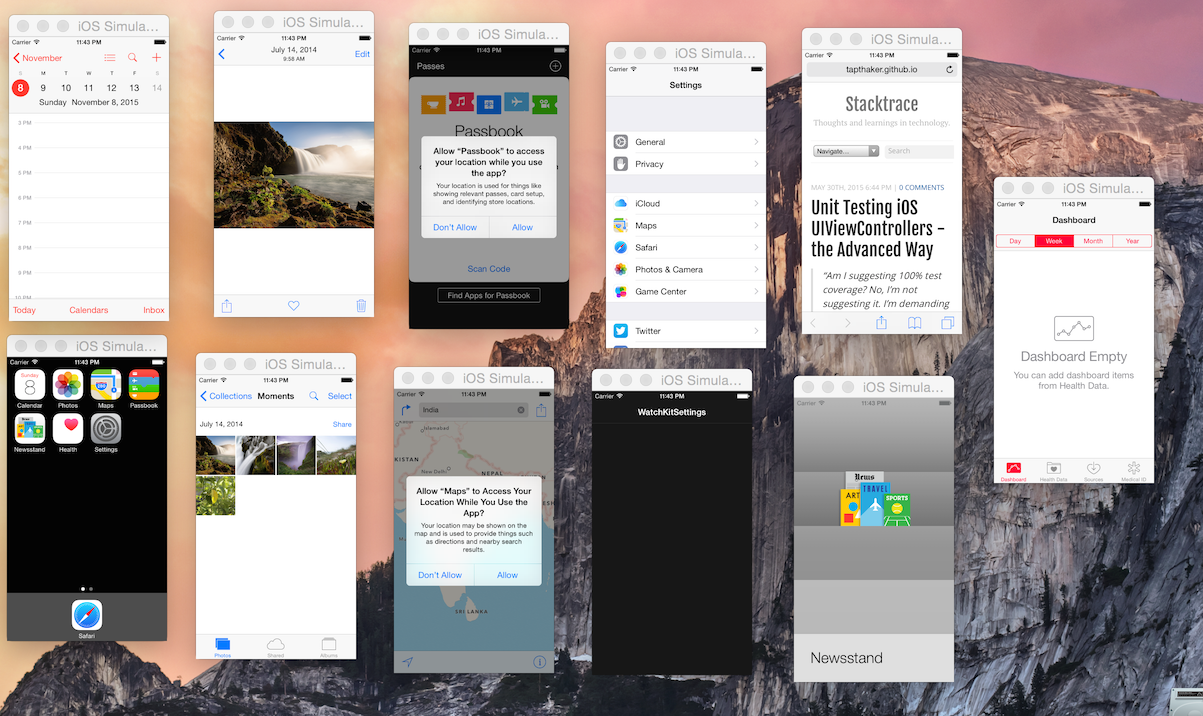 iOS Simula...
Carrier
11:43 PM
November
S M T W T F S
8 9 10 11 12 13 14
Sunday November 8, 2015
3 PM
4 PM
5 PM
6 PM
7 PM
8 PM
9 PM
10 PM
Today Calendars Inbox
iOS Simula...
Carrier 11:43 PM
July 14, 2014
9:58 AM
Edit
iOS Simula...
Carrier 11:43 PM
Passes
Passbook
Allow “Passbook” to access
your location while you use
the app?
Your location is used for things like
showing relevant passes, card setup,
and identifying store locations.
Don't Allow Allow
Scan Code
Find Apps for Passbook
iOS Simula...
Carrier 11:43 PM
Settings
General
Privacy
iCloud
Maps
Safari
Photos & Camera
Game Center
Twitter
iOS Simula...
Carrier 11:43 PM
tapthaker.github.io
Stacktrace
Thoughts and learnings in technology.
Navigate... Search
MAY 30TH, 2015 6:44 PM | 0 COMMENTS
Unit Testing iOS
UIViewControllers –
the Advanced Way
“Am I suggesting 100% test
coverage? No, I'm not
suggesting it. I'm demanding
iOS Simula...
Carrier 11:43 PM
Dashboard
Day Week Month Year
Dashboard Empty
You can add dashboard items
from Health Data.
Dashboard Health Data Sources Medical ID
iOS Simula...
Carrier 11:43 PM
Sunday
8
Calendar Photos Maps Passbook
Newsstand Health Settings
Safari
iOS Simula...
Carrier 11:43 PM
Collections Moments Select
July 14, 2014 Share
Photos Shared Albums
iOS Simula...
Carrier 11:43 PM
India
Islamabad
KISTAN
New Delhi
NEPAL
Allow “Maps” to Access Your
Location While You Use the
App?
Your location may be shown on the
map and is used to provide things such
as directions and nearby search
results.
Don't Allow Allow
SRI LANKA
iOS Simula...
Carrier 11:43 PM
WatchKitSettings
iOS Simula...
Carrier 11:43 PM
News
ART TRAVEL SPORTS
Newsstand